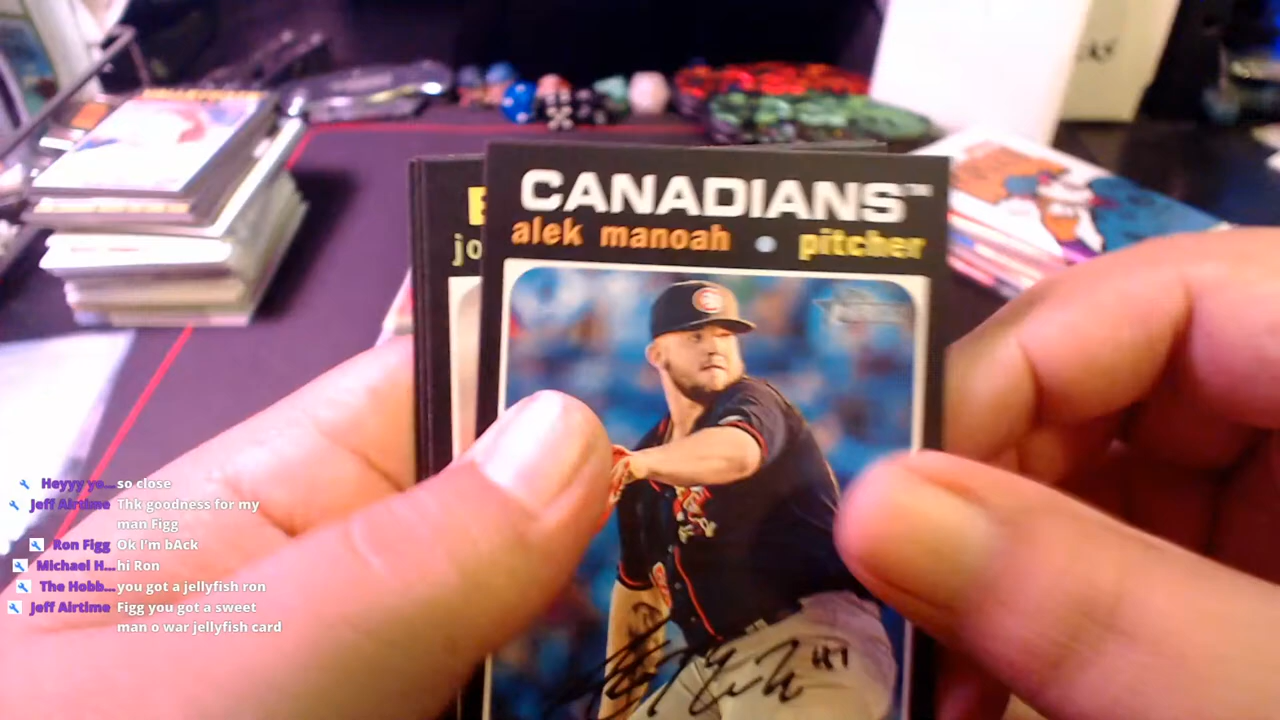 CANADIANS™
alek manoah • pitcher
jo
Heyyy yo... so close
Jeff Airtime Thk goodness for my
man Figg
Ron Figg Ok I'm bAck
Michael H... hi Ron
The Hobb... you got a jellyfish ron
Jeff Airtime Figg you got a sweet
man o war jellyfish card